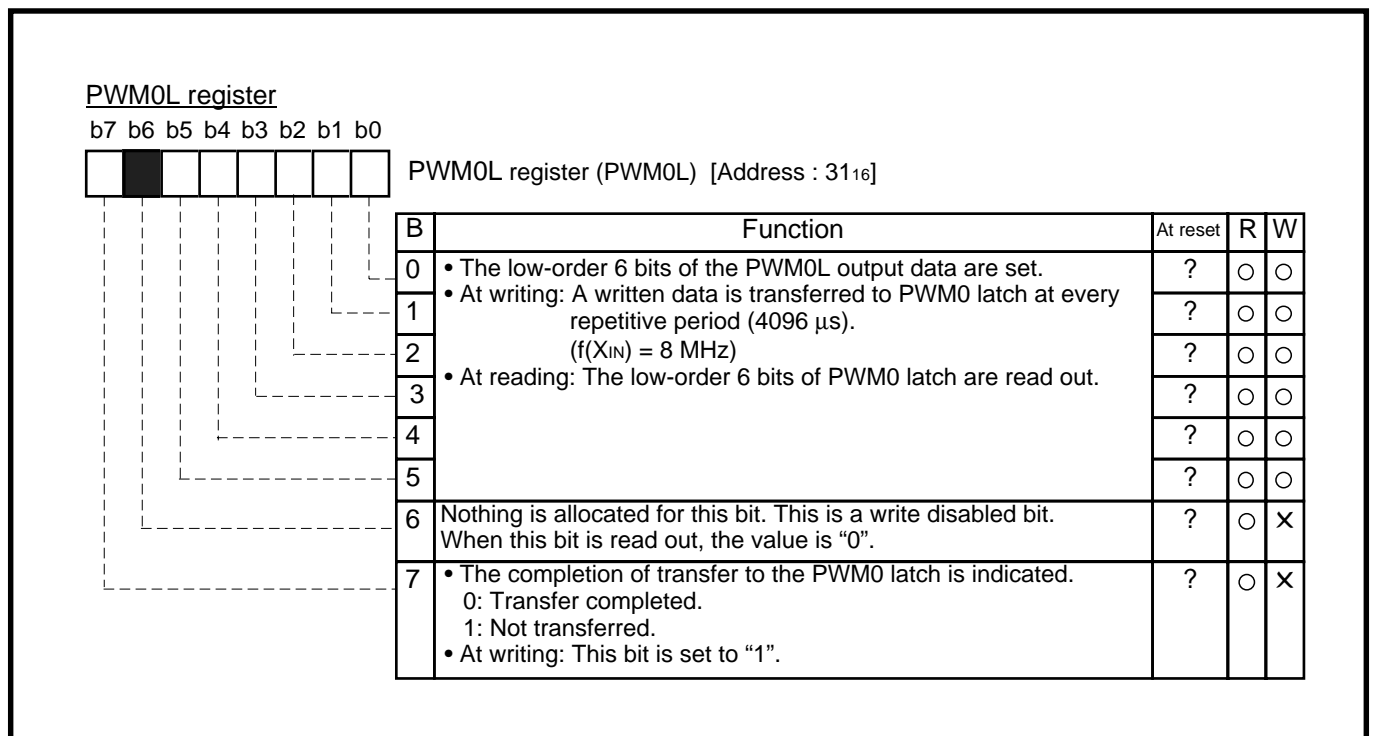 PWM0L register
b7 b6 b5 b4 b3 b2 b1 b0
PWM0L register (PWM0L) [Address : 31₁₆]
B Function At reset R W
0 • The low-order 6 bits of the PWM0L output data are set. ? ○ ○
• At writing: A written data is transferred to PWM0 latch at every
1 repetitive period (4096 µs). ? ○ ○
2 (f(XIN) = 8 MHz) ? ○ ○
• At reading: The low-order 6 bits of PWM0 latch are read out.
3 ? ○ ○
4 ? ○ ○
5 ? ○ ○
6 Nothing is allocated for this bit. This is a write disabled bit. ? ○ ×
When this bit is read out, the value is “0”.
7 • The completion of transfer to the PWM0 latch is indicated. ? ○ ×
0: Transfer completed.
1: Not transferred.
• At writing: This bit is set to “1”.